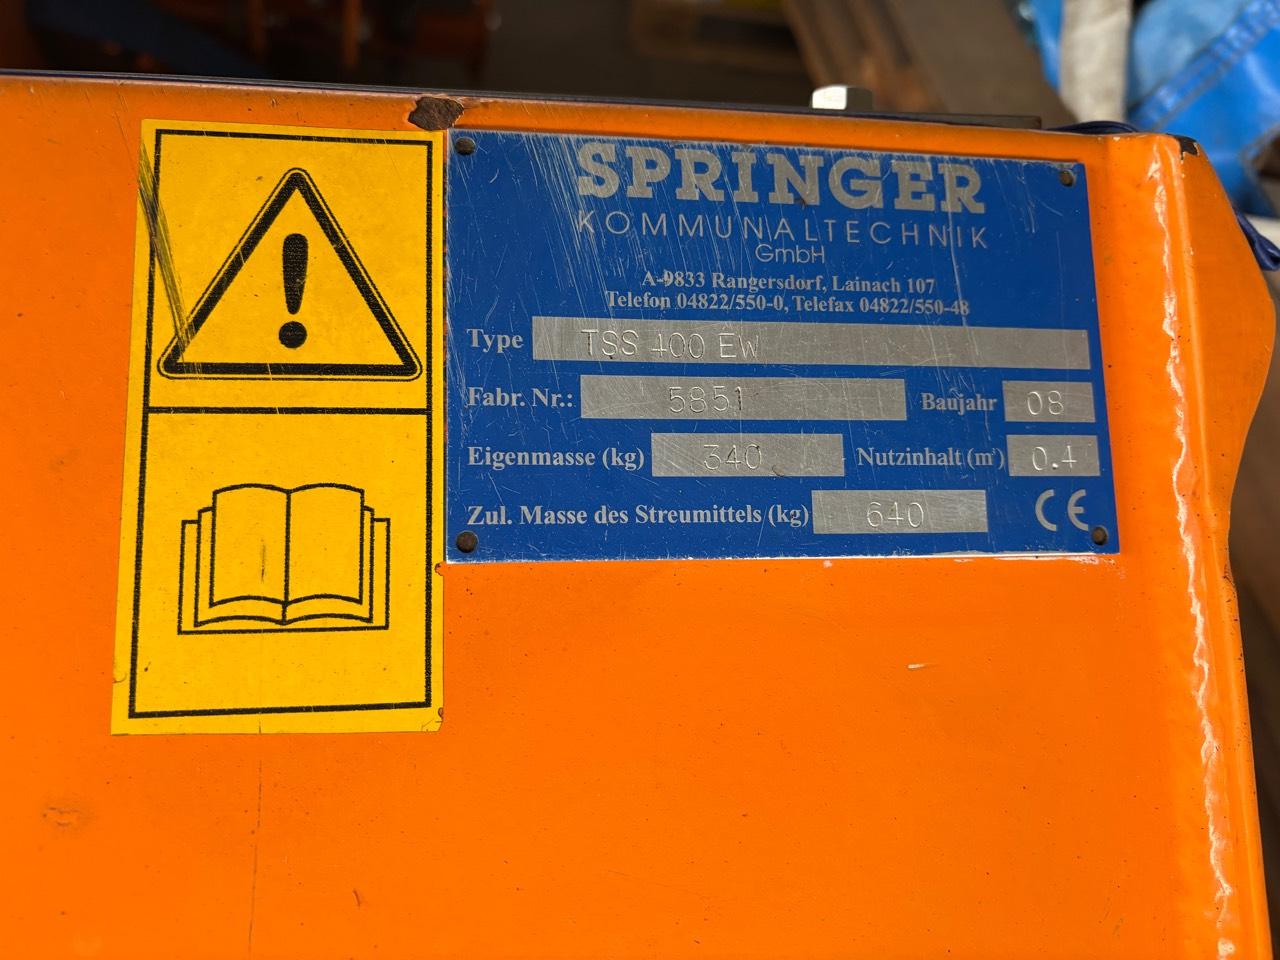 SPRINGER
KOMMUNALTECHNIK
GmbH
A-9833 Rangersdorf, Lainach 107
Telefon 04822/550-0, Telefax 04822/550-48
Type TSS 400 EW
Fabr. Nr.: 5851 Baujahr 08
Eigenmasse (kg) 340 Nutzinhalt (m³) 0.4
Zul. Masse des Streumittels (kg) 640 CE